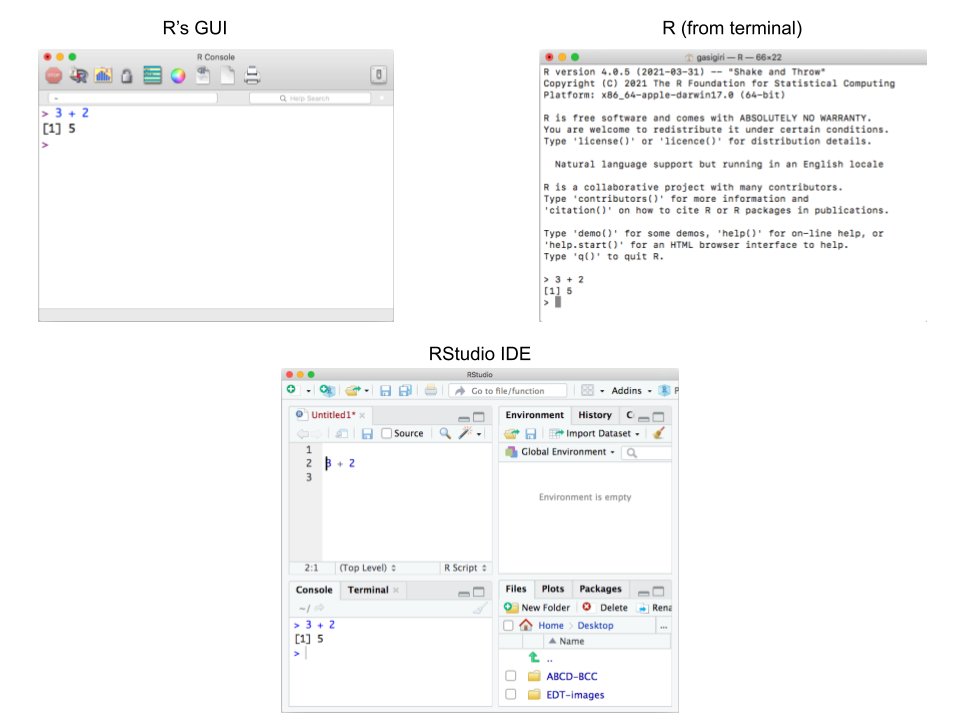 R's GUI
R Console
Help Search
> 3 + 2
[1] 5
>
R (from terminal)
gasigiri — R — 66×22
R version 4.0.5 (2021-03-31) -- "Shake and Throw"
Copyright (C) 2021 The R Foundation for Statistical Computing
Platform: x86_64-apple-darwin17.0 (64-bit)
R is free software and comes with ABSOLUTELY NO WARRANTY.
You are welcome to redistribute it under certain conditions.
Type 'license()' or 'licence()' for distribution details.
Natural language support but running in an English locale
R is a collaborative project with many contributors.
Type 'contributors()' for more information and
'citation()' on how to cite R or R packages in publications.
Type 'demo()' for some demos, 'help()' for on-line help, or
'help.start()' for an HTML browser interface to help.
Type 'q()' to quit R.
> 3 + 2
[1] 5
>
RStudio IDE
RStudio
Go to file/function Addins P
Untitled1*
Source
1
2 3 + 2
3
2:1 (Top Level) R Script
Environment History C
Import Dataset
Global Environment
Environment is empty
Console Terminal
~/
> 3 + 2
[1] 5
>
Files Plots Packages
New Folder Delete Rena
Home Desktop ...
Name
..
ABCD-BCC
EDT-images